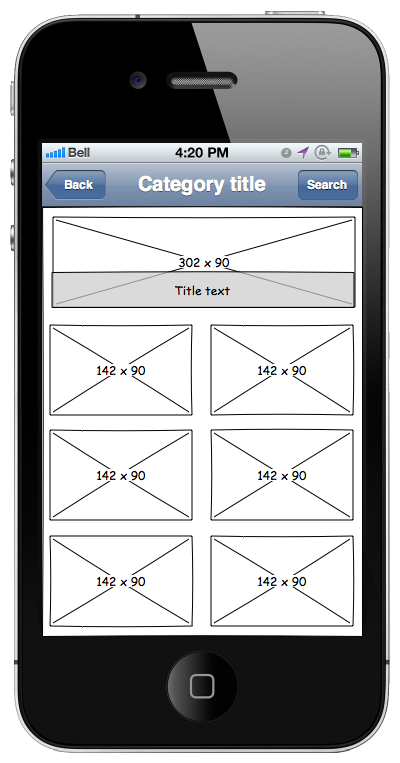 Bell 4:20 PM
Back Category title Search
302 x 90
Title text
142 x 90 142 x 90
142 x 90 142 x 90
142 x 90 142 x 90